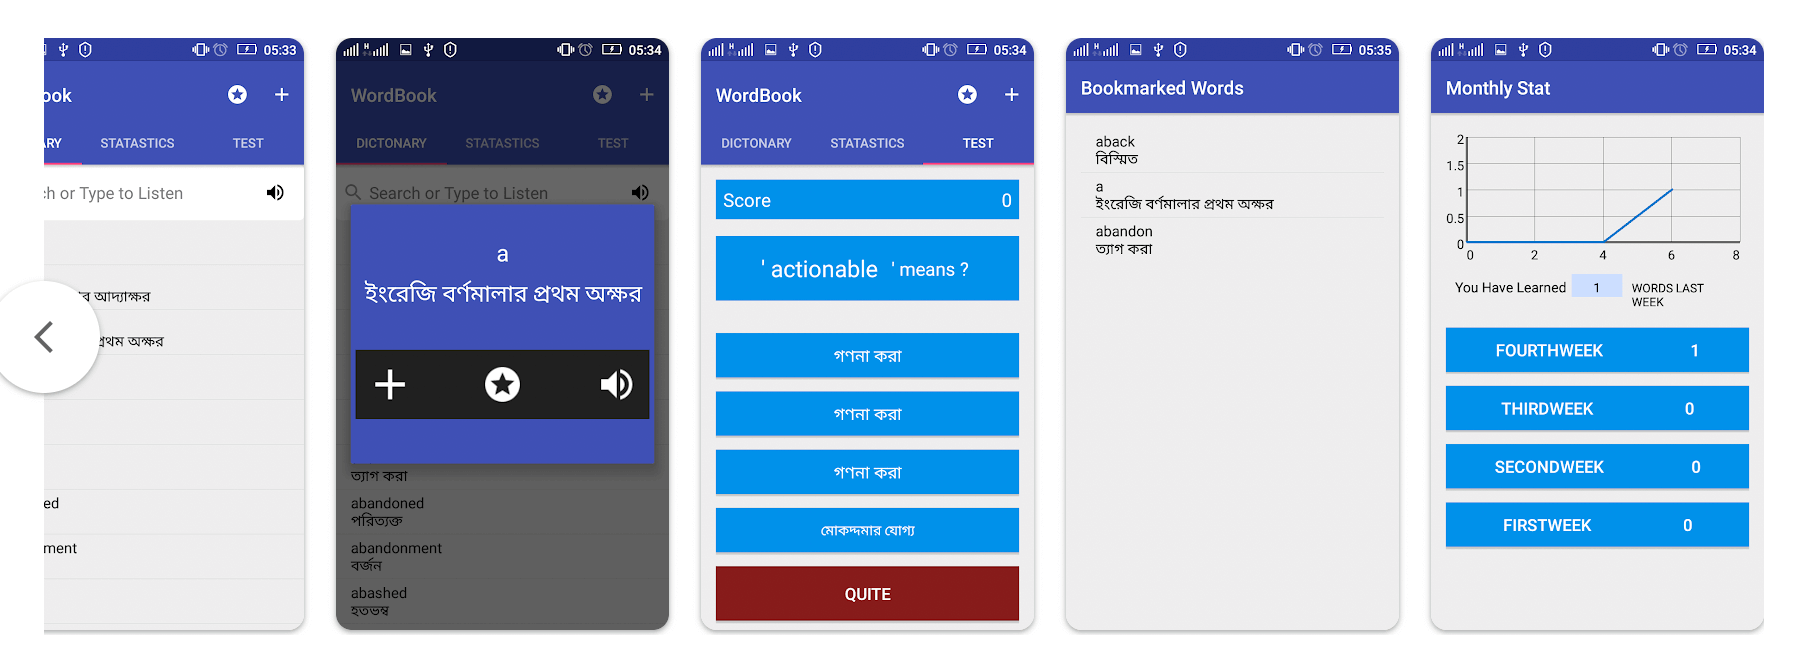 05:33
ook
RY STATASTICS TEST
ch or Type to Listen
র আদ্যাক্ষর
প্রথম অক্ষর
ed
ment
05:34
WordBook
DICTONARY STATASTICS TEST
Search or Type to Listen
a
ইংরেজি বর্ণমালার প্রথম অক্ষর
ত্যাগ করা
abandoned
পরিত্যক্ত
abandonment
বর্জন
abashed
হতভম্ব
05:34
WordBook
DICTONARY STATASTICS TEST
Score 0
' actionable ' means ?
গণনা করা
গণনা করা
গণনা করা
মোকদ্দমার যোগ্য
QUITE
05:35
Bookmarked Words
aback
বিস্মিত
a
ইংরেজি বর্ণমালার প্রথম অক্ষর
abandon
ত্যাগ করা
05:34
Monthly Stat
2
1.5
1
0.5
0
0 2 4 6 8
You Have Learned 1 WORDS LAST
WEEK
FOURTHWEEK 1
THIRDWEEK 0
SECONDWEEK 0
FIRSTWEEK 0